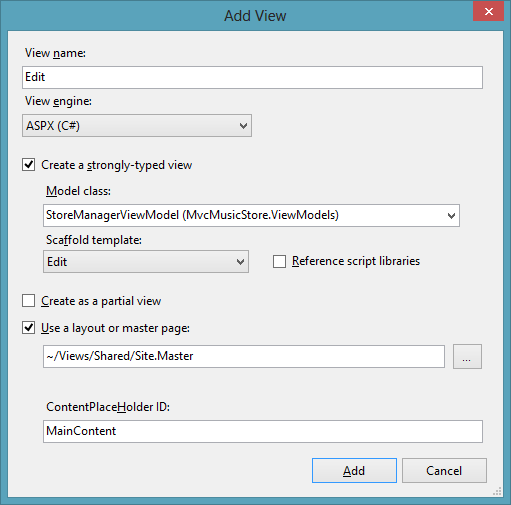 Add View
View name:
Edit
View engine:
ASPX (C#)
Create a strongly-typed view
Model class:
StoreManagerViewModel (MvcMusicStore.ViewModels)
Scaffold template:
Edit
Reference script libraries
Create as a partial view
Use a layout or master page:
~/Views/Shared/Site.Master
...
ContentPlaceHolder ID:
MainContent
Add
Cancel